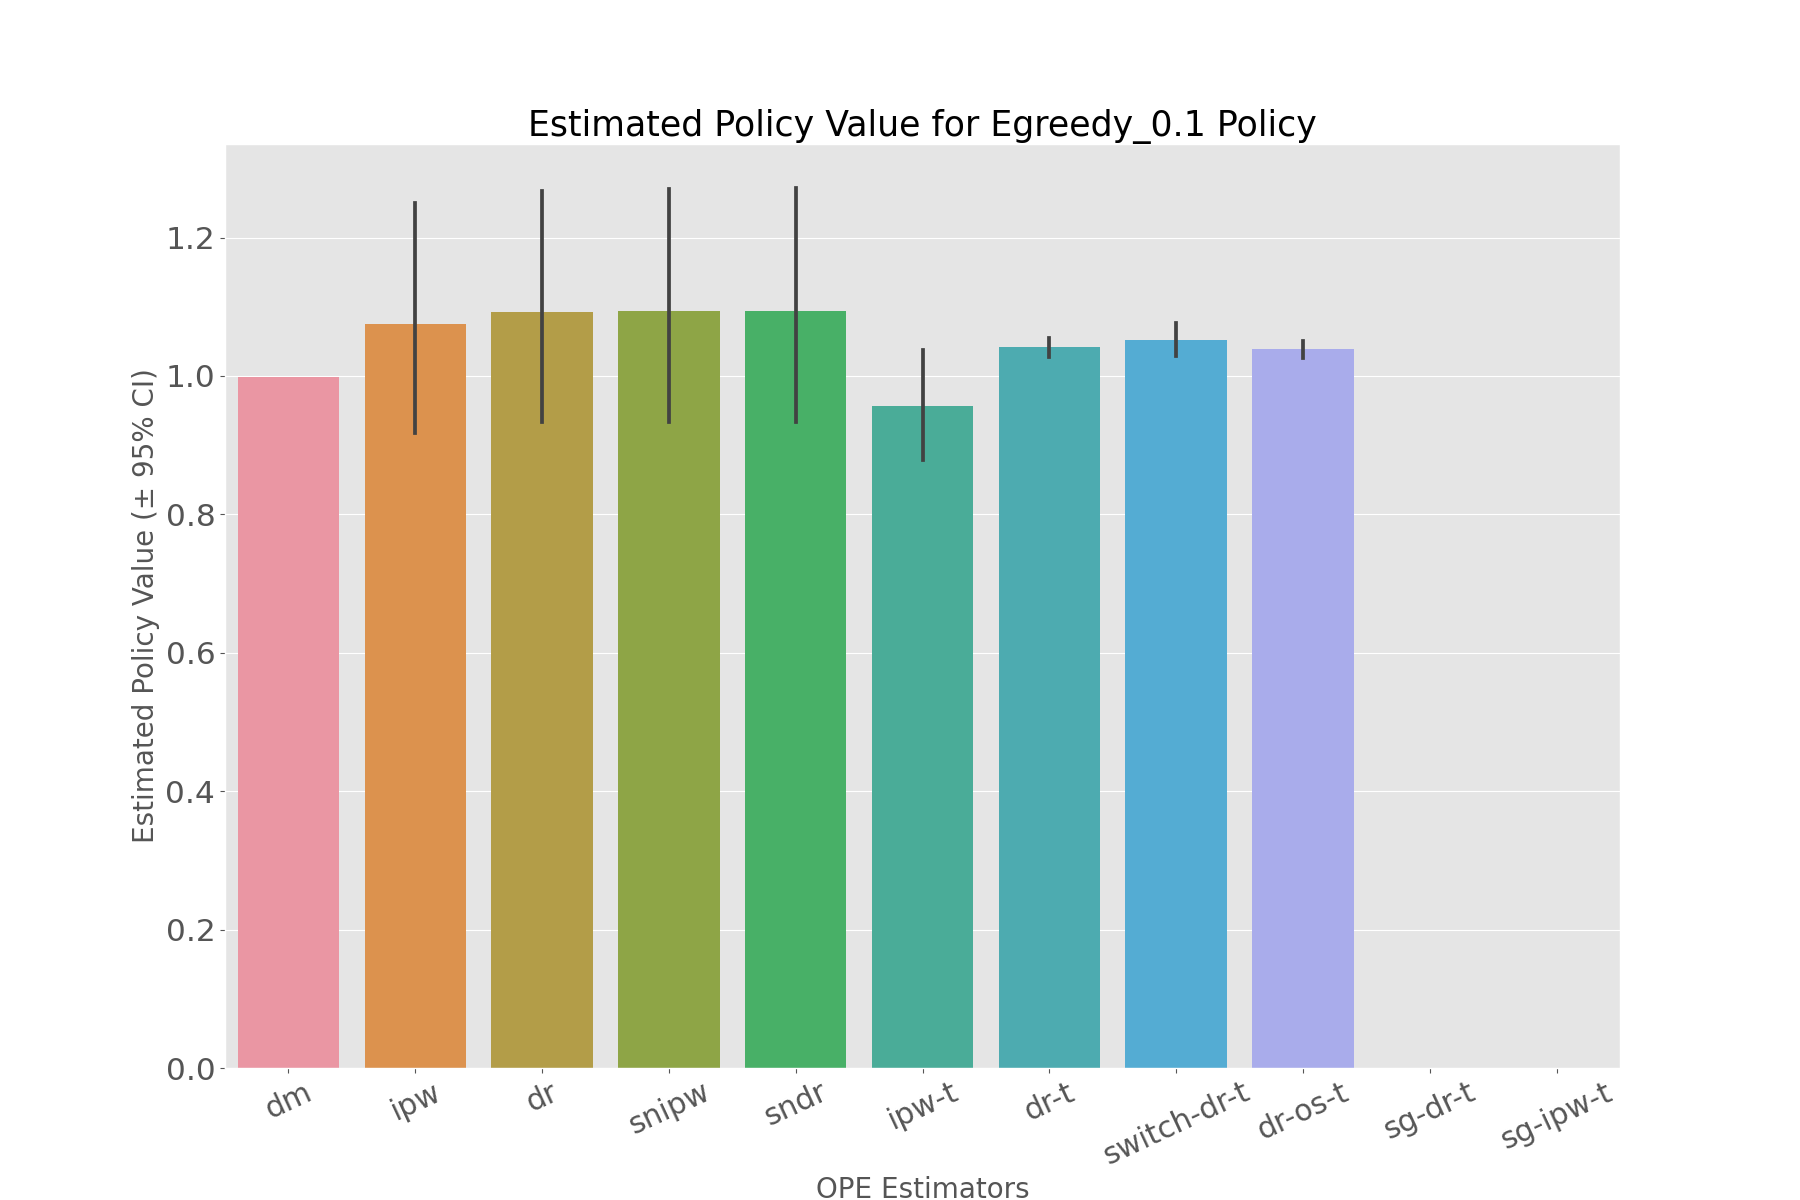 Estimated Policy Value for Egreedy_0.1 Policy
Estimated Policy Value (± 95% CI)
1.2
1.0
0.8
0.6
0.4
0.2
0.0
dm
ipw
dr
snipw
sndr
ipw-t
dr-t
switch-dr-t
dr-os-t
sg-dr-t
sg-ipw-t
OPE Estimators